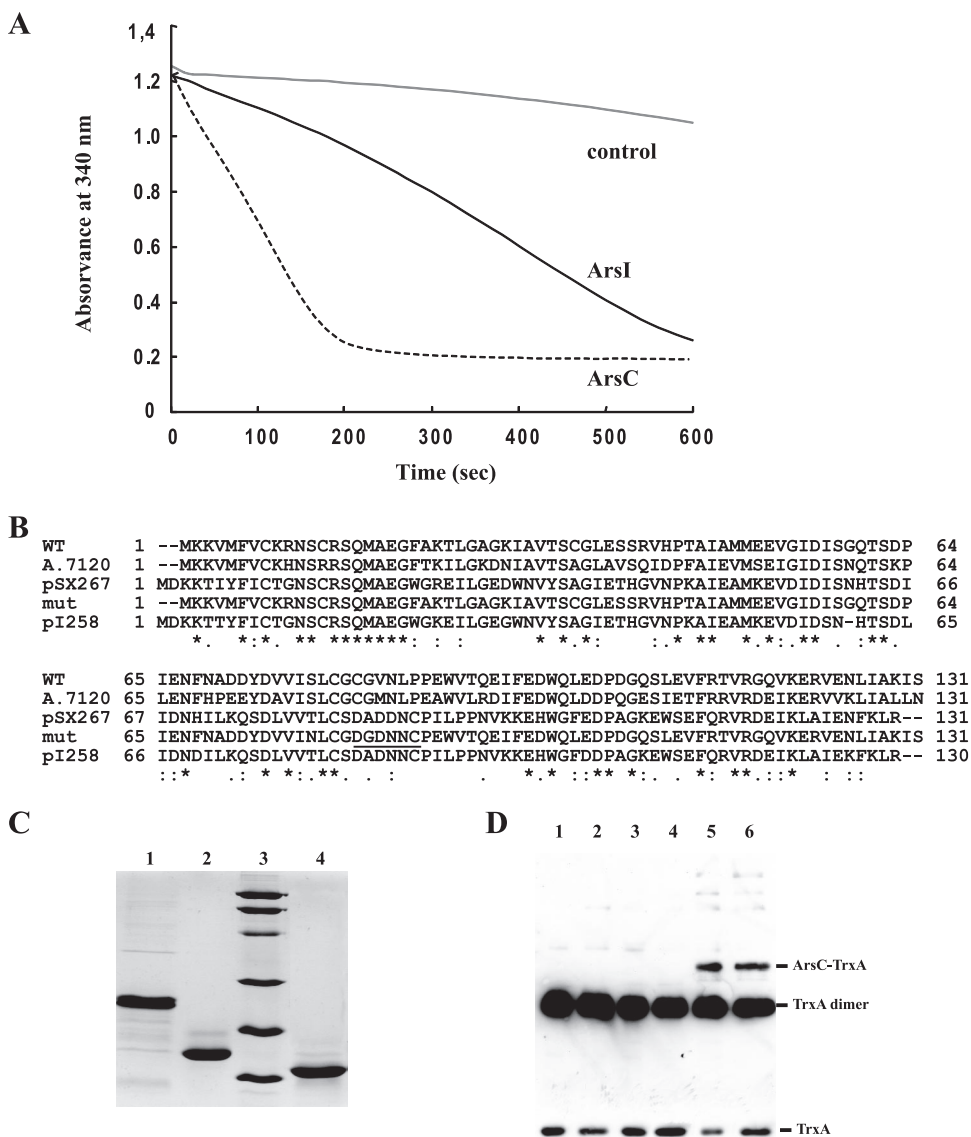 A
1,4
1.2
1.0
0.8
0.6
0.4
0.2
0
Absorvance at 340 nm
control
ArsI
ArsC
0 100 200 300 400 500 600
Time (sec)
B
WT 1 --MKKVMFVCKRNSCRSQMAEGFAKTLGAGKIAVTSCGLESSRVHPTAIAMMEEVGIDISGQTSDP 64
A.7120 1 --MKKVMFVCKHNSRRSQMAEGFTKILGKDNIAVTSAGLAVSQIDPFAIEVMSEIGIDISNQTSKP 64
pSX267 1 MDKKTIYFICTGNSCRSQMAEGWGREILGEDWNVYSAGIETHGVNPKAIEAMKEVDIDISNHTSDI 66
mut 1 --MKKVMFVCKRNSCRSQMAEGFAKTLGAGKIAVTSCGLESSRVHPTAIAMMEEVGIDISGQTSDP 64
pI258 1 MDKKTTYFICTGNSCRSQMAEGWGKEILGEGWNVYSAGIETHGVNPKAIEAMKEVDIDISN-HTSDL 65
*. *:*. ** ******* : : *. *.* .: * ** *.*: ** : **.
WT 65 IENFNADDYDVVISLCGCGVNLPPEWVTQEIFEDWQLEDPDGQSLEVFRTVRGQVKERVENLIAKIS 131
A.7120 65 LENFHPEEYDAVISLCGCGMNLPEAWVLRDIFEDWQLDDPQGESIETFRRVRDQVKERVVKLIALLN 131
pSX267 67 IDNHILKQSDLVVTLCSDADDNCPILPPNVKKEHWGFEDPAGKEWSEFQRVRDEIKLAIENFKLR-- 131
mut 65 IENFNADDYDVVINLCGDGDNNCPPEWVTQEIFEDWQLEDPDGQSLEVFRTVRGQVKERVENLIAKIS 131
pI258 66 IDNDILKQSDLVVTLCSDADNNCPILPPNVKKEHWGFDDPAGKEWSEFQRVRDEIKLAIEKFKLR-- 130
::* .: * *: **. . : . *.* ::** *: . *: ** ::* : ::
C
1 2 3 4
D
1 2 3 4 5 6
ArsC-TrxA
TrxA dimer
TrxA